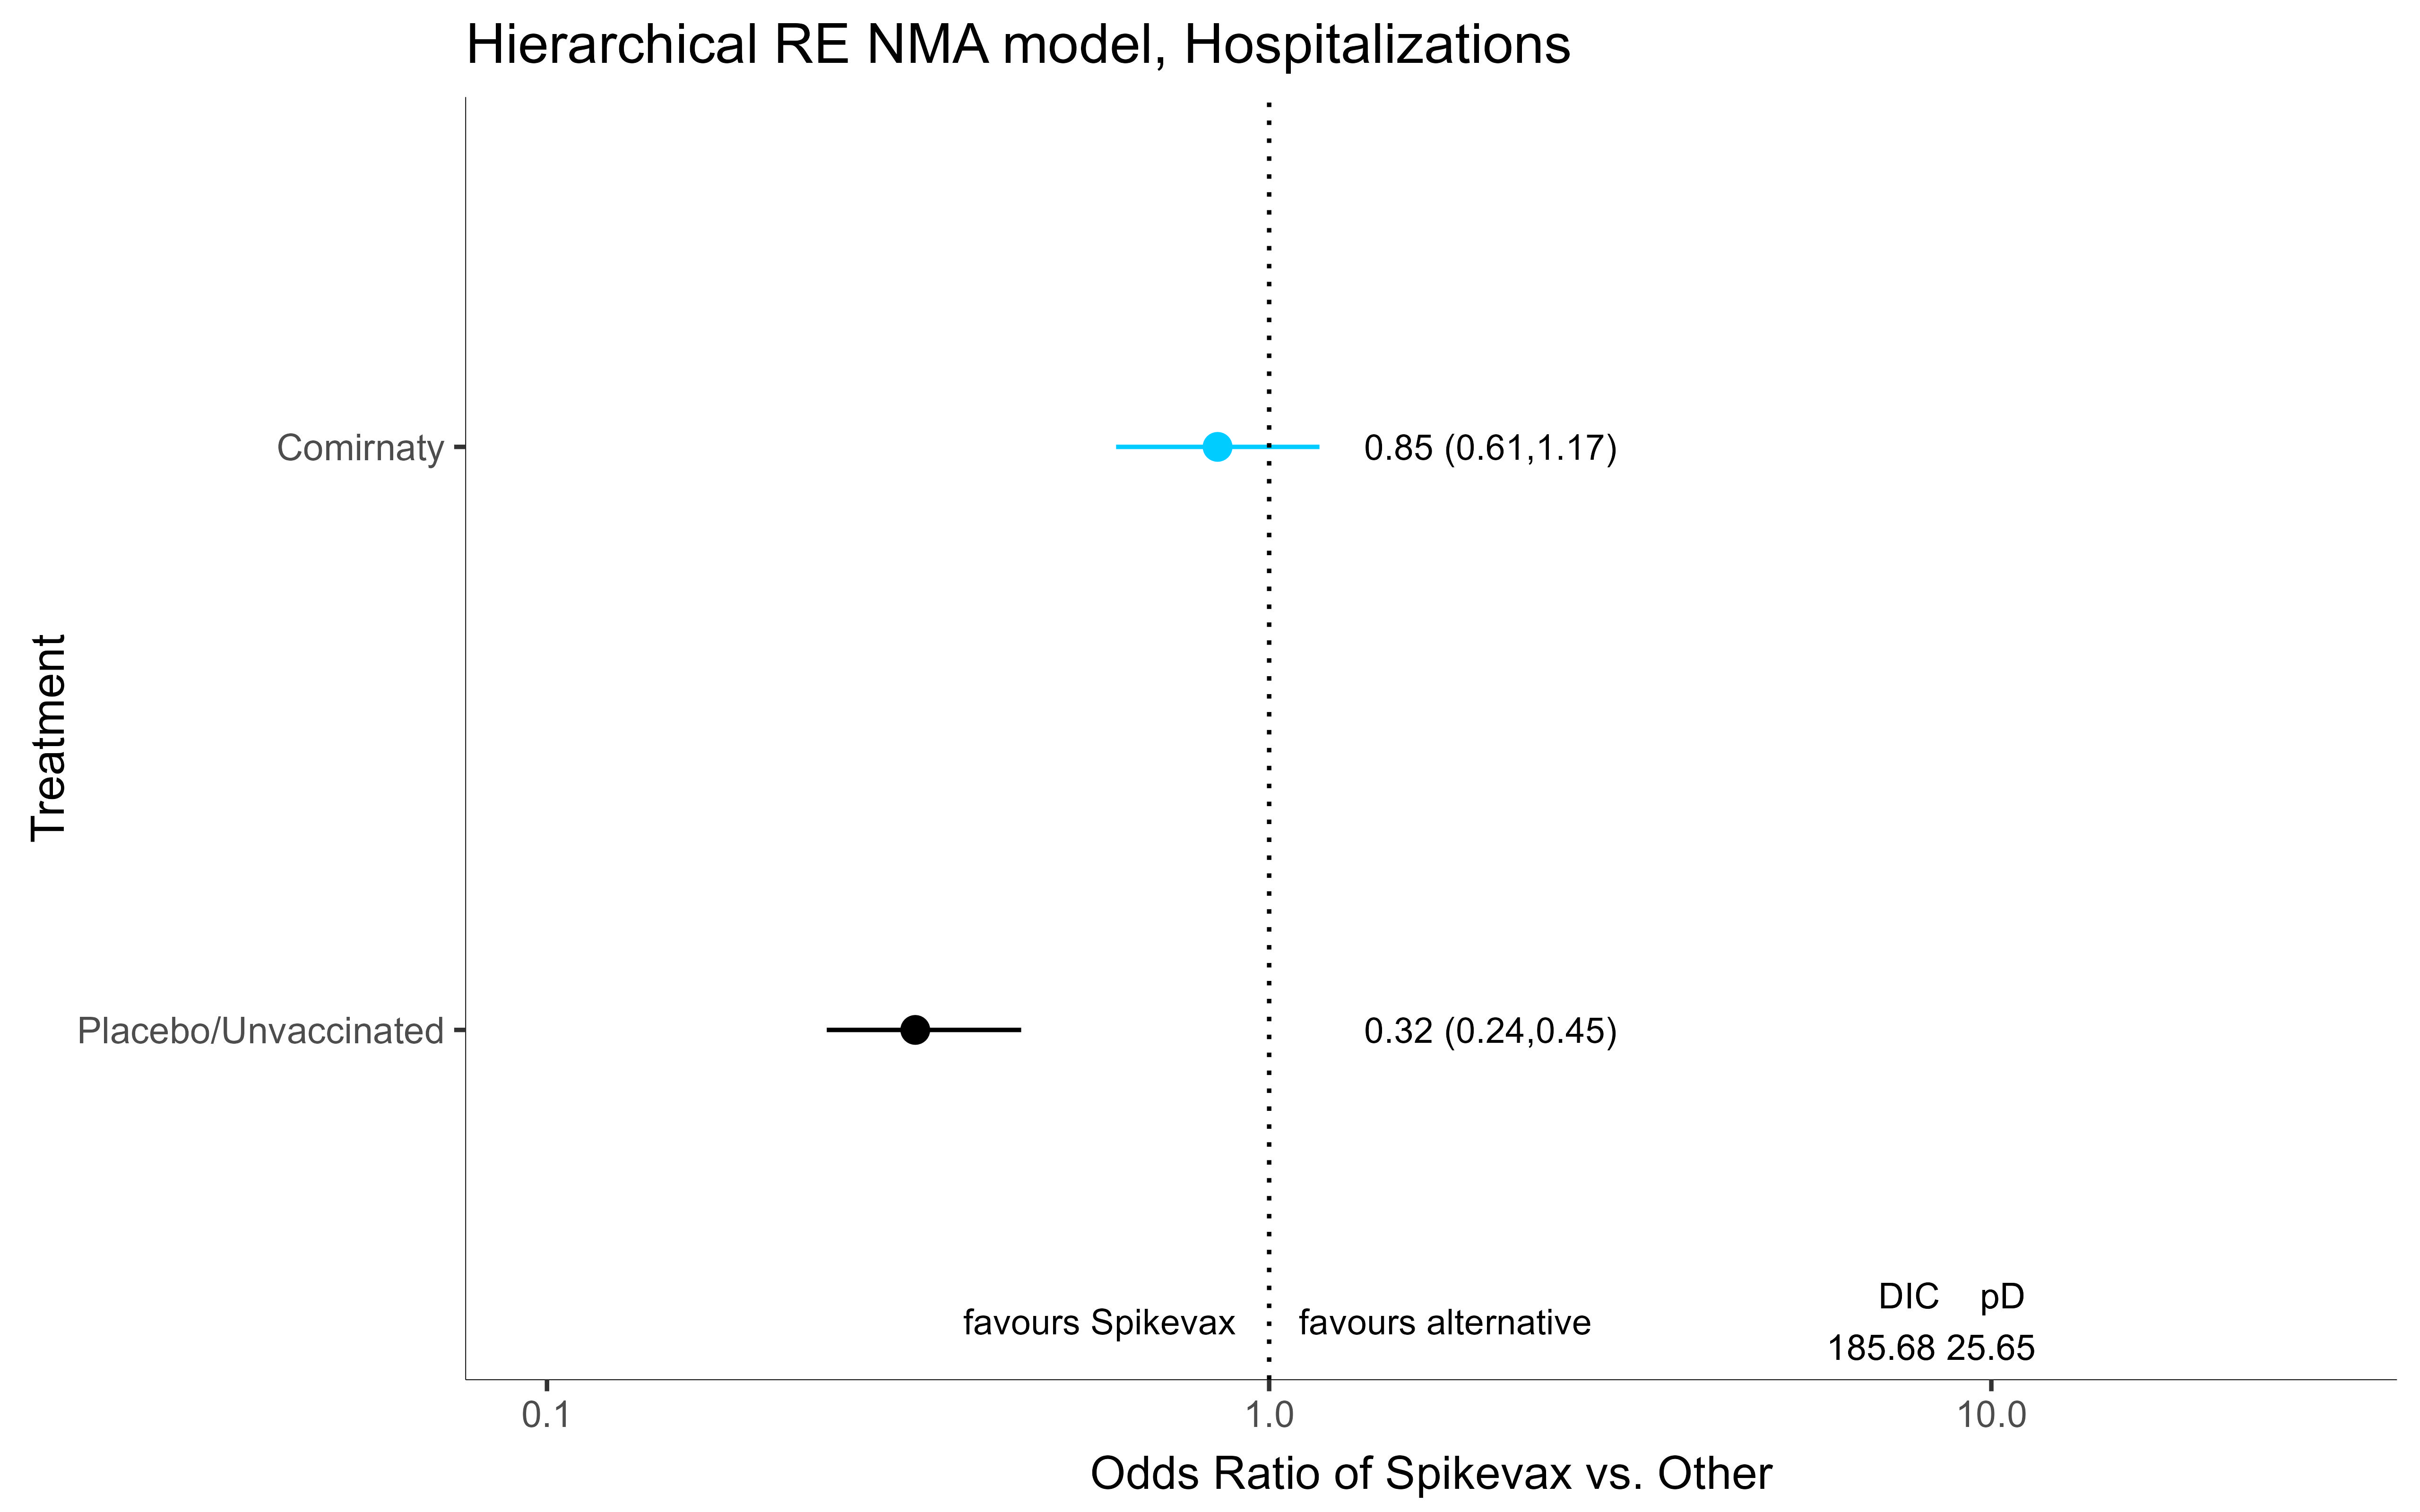 Hierarchical RE NMA model, Hospitalizations
Treatment
Comirnaty
0.85 (0.61,1.17)
Placebo/Unvaccinated
0.32 (0.24,0.45)
favours Spikevax
favours alternative
DIC pD
185.68 25.65
0.1
1.0
10.0
Odds Ratio of Spikevax vs. Other